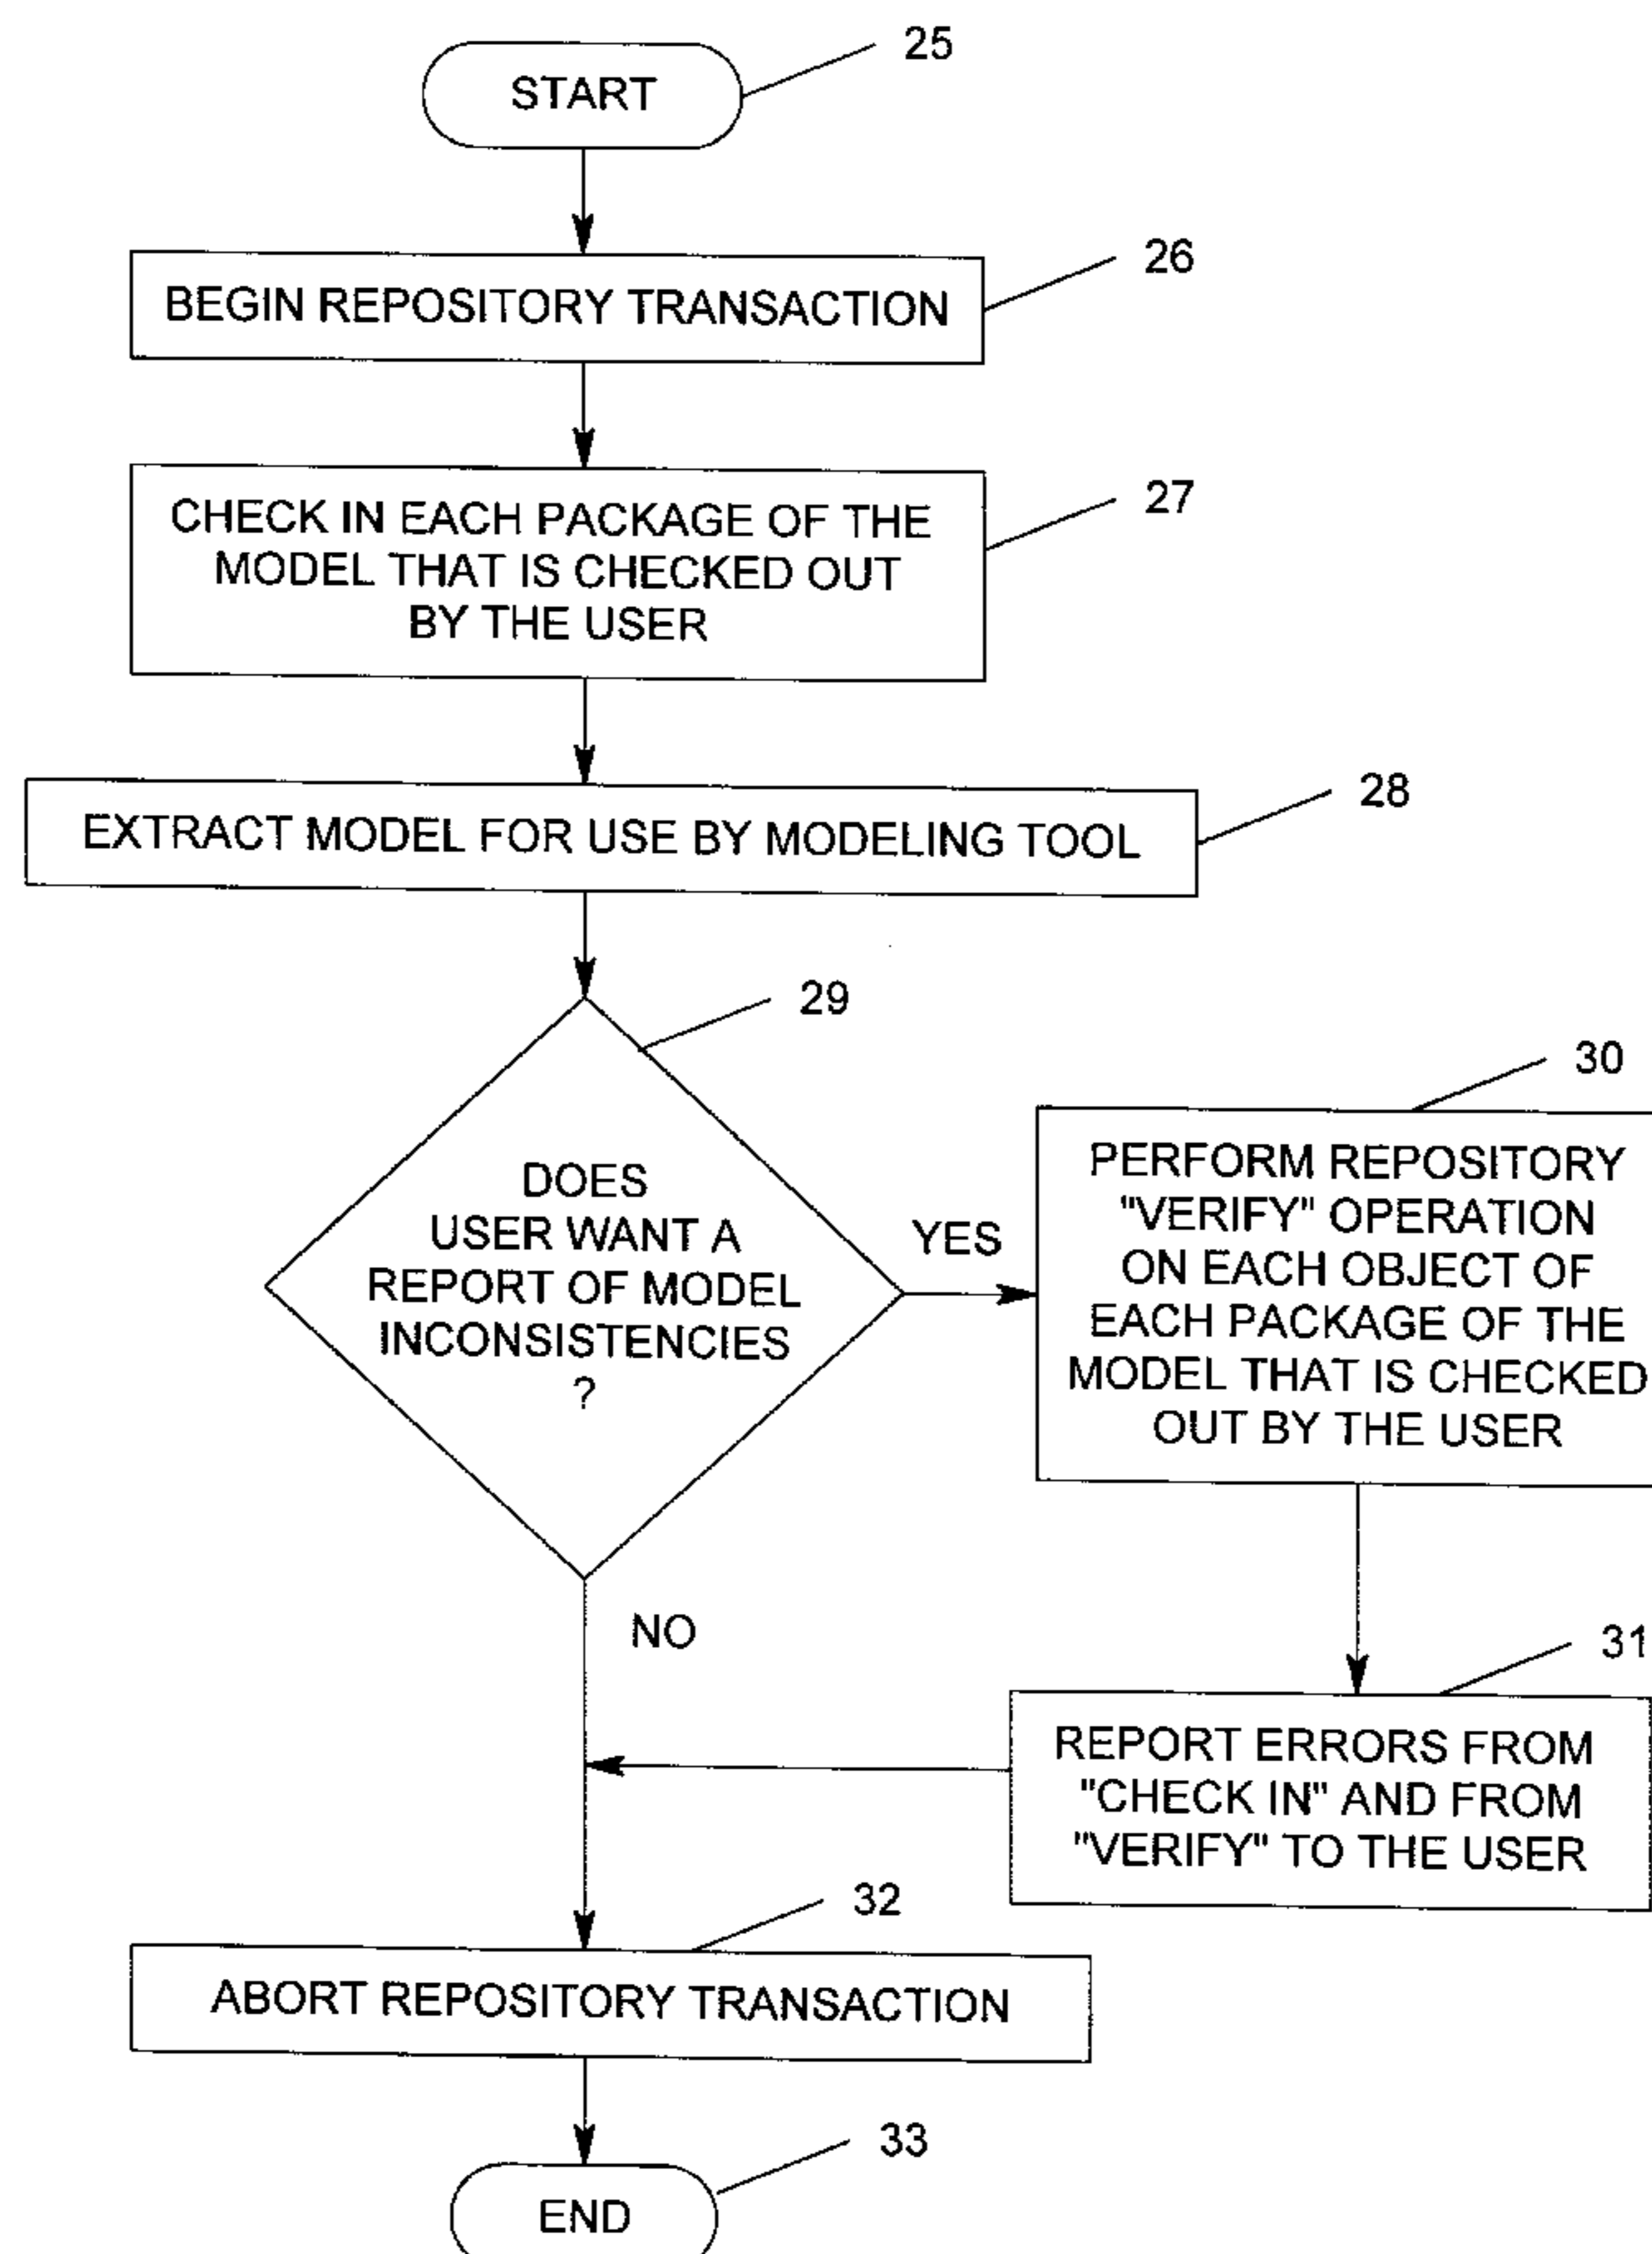 25
START
26
BEGIN REPOSITORY TRANSACTION
27
CHECK IN EACH PACKAGE OF THE
MODEL THAT IS CHECKED OUT
BY THE USER
28
EXTRACT MODEL FOR USE BY MODELING TOOL
29
DOES
USER WANT A
REPORT OF MODEL
INCONSISTENCIES
?
YES
30
PERFORM REPOSITORY
"VERIFY" OPERATION
ON EACH OBJECT OF
EACH PACKAGE OF THE
MODEL THAT IS CHECKED
OUT BY THE USER
NO
31
REPORT ERRORS FROM
"CHECK IN" AND FROM
"VERIFY" TO THE USER
32
ABORT REPOSITORY TRANSACTION
33
END